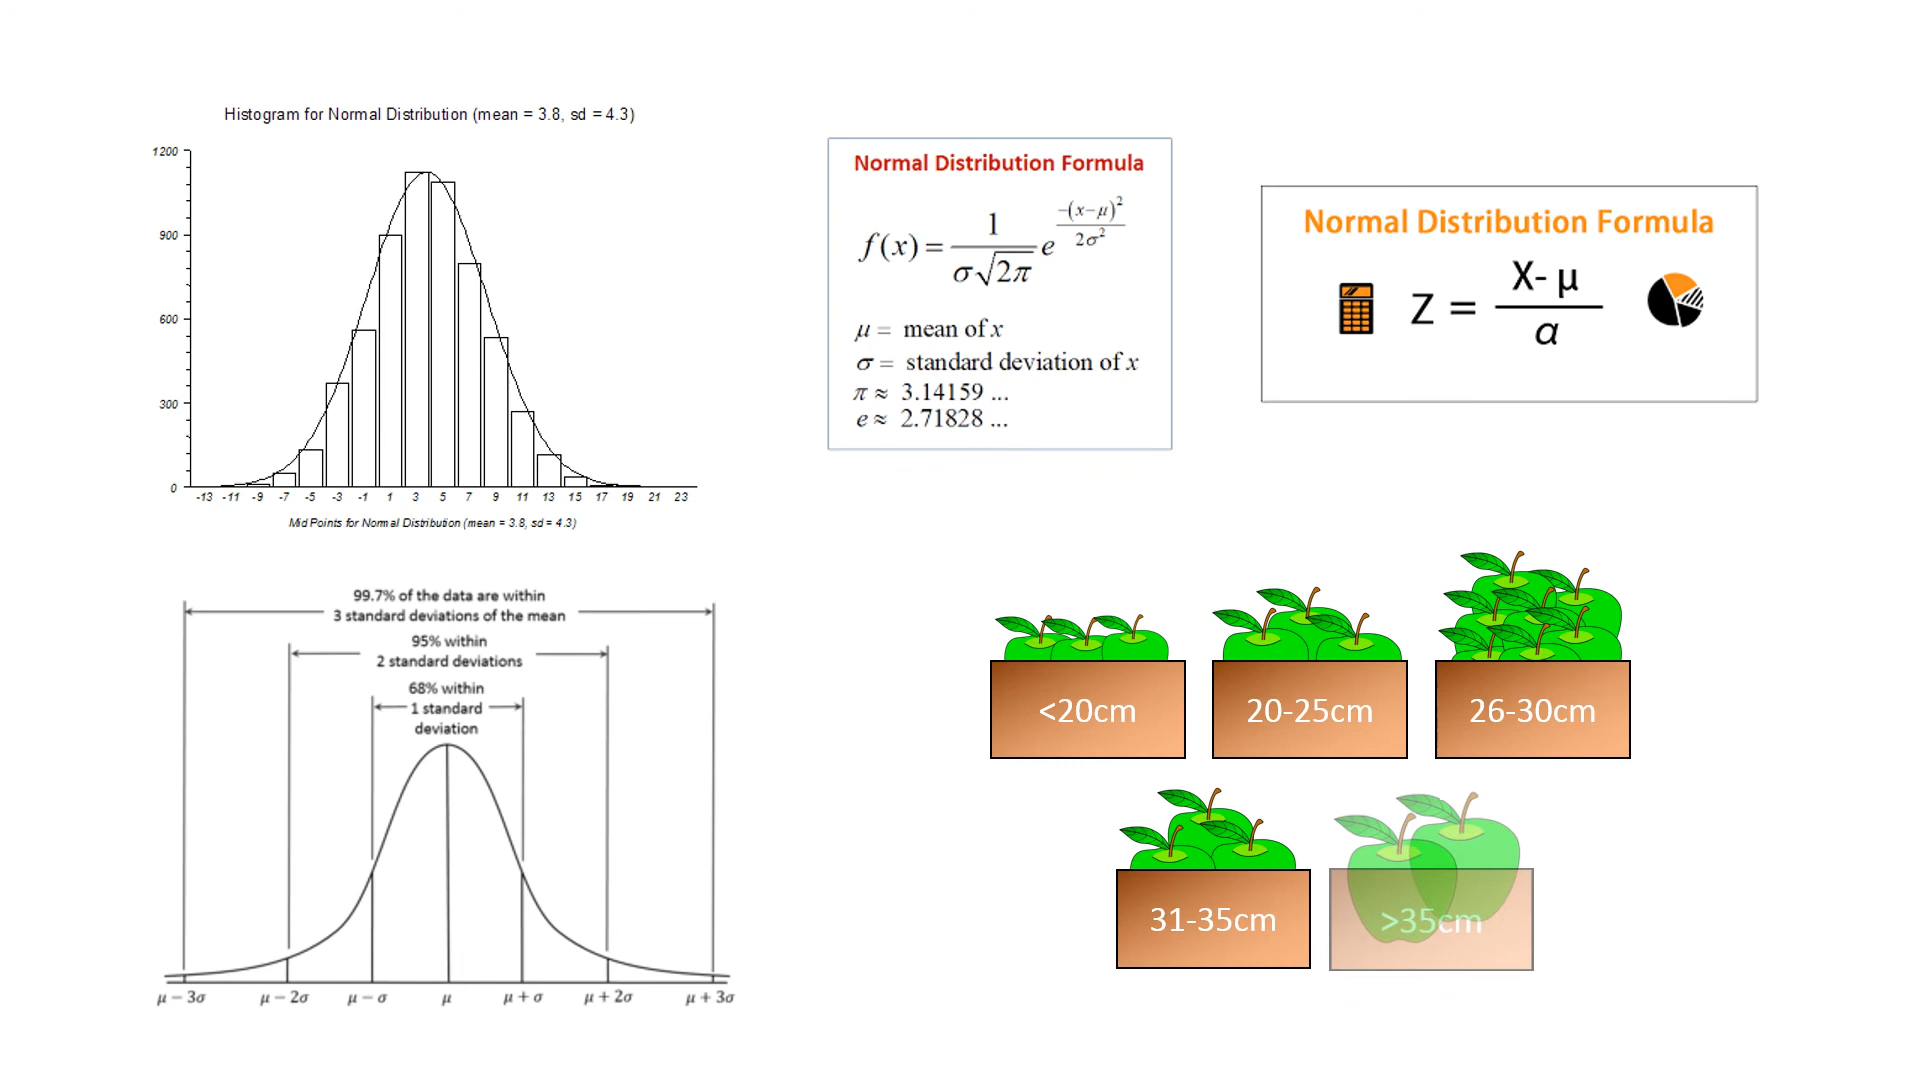 Histogram for Normal Distribution (mean = 3.8, sd = 4.3)
1200
900
600
300
0
-13 -11 -9 -7 -5 -3 -1 1 3 5 7 9 11 13 15 17 19 21 23
Mid Points for Normal Distribution (mean = 3.8, sd = 4.3)
Normal Distribution Formula
f(x) = 1/(σ√2π) e^(−(x−μ)²/2σ²)
μ = mean of x
σ = standard deviation of x
π ≈ 3.14159 ...
e ≈ 2.71828 ...
Normal Distribution Formula
Z = (X- μ)/α
99.7% of the data are within
3 standard deviations of the mean
95% within
2 standard deviations
68% within
1 standard
deviation
μ − 3σ μ − 2σ μ − σ μ μ + σ μ + 2σ μ + 3σ
<20cm 20-25cm 26-30cm
31-35cm >35cm